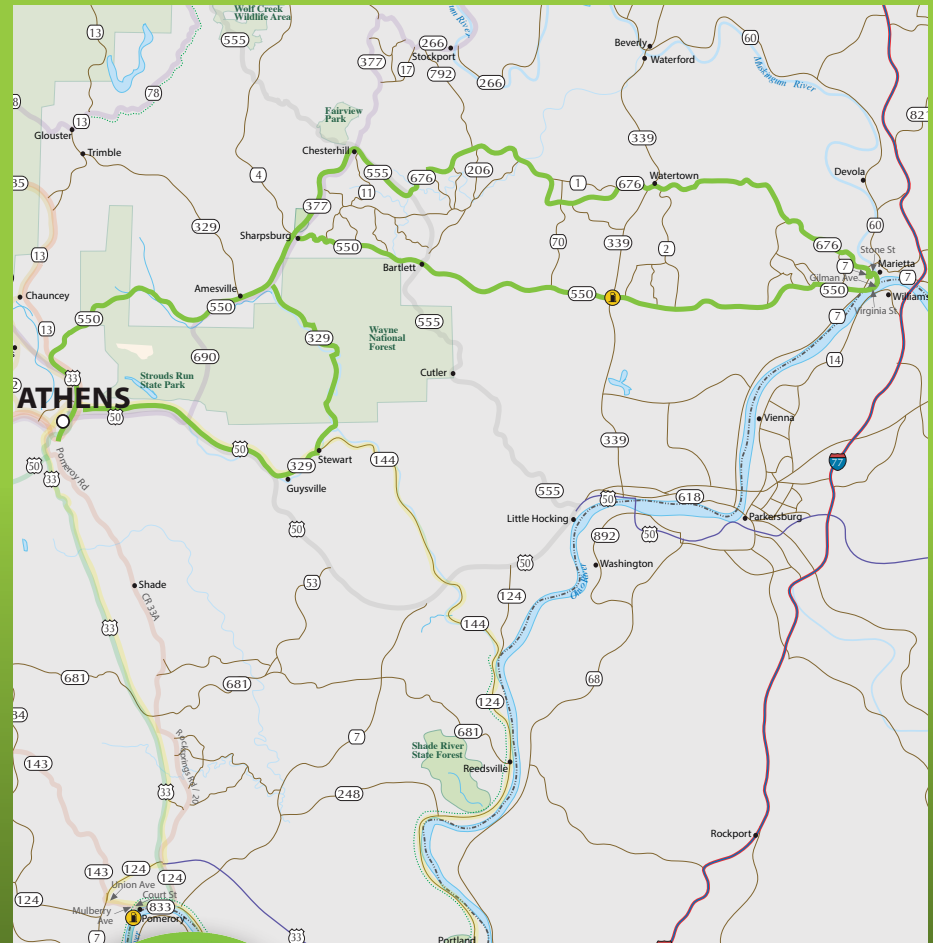 Wolf Creek
Wildlife Area
13
555
266
Stockport
377
17
792
266
Beverly
Waterford
60
Muskingum River
78
13
Glouster
Trimble
Fairview
Park
Chesterhill
339
4
555
676
206
11
1
676
Watertown
Devola
377
329
Sharpsburg
550
70
339
2
60
Stone St
676
Marietta
7
7
Gilman Ave
550
Williams
Virginia St
13
Bartlett
Amesville
550
Chauncey
550
550
7
13
329
Wayne
National
Forest
555
690
14
Strouds Run
State Park
Cutler
33
ATHENS
50
Vienna
50
339
144
77
50
33
Pomeroy Rd
329
Stewart
Guysville
555
50
618
Little Hocking
Parkersburg
50
892
50
50
Washington
Shade
CR 33A
53
124
33
144
681
681
68
124
7
681
Shade River
State Forest
Reedsville
143
33
248
Rockport
143
124
124
124
Union Ave
Court St
833
Mulberry
Ave
Pomerory
7
33
Portland